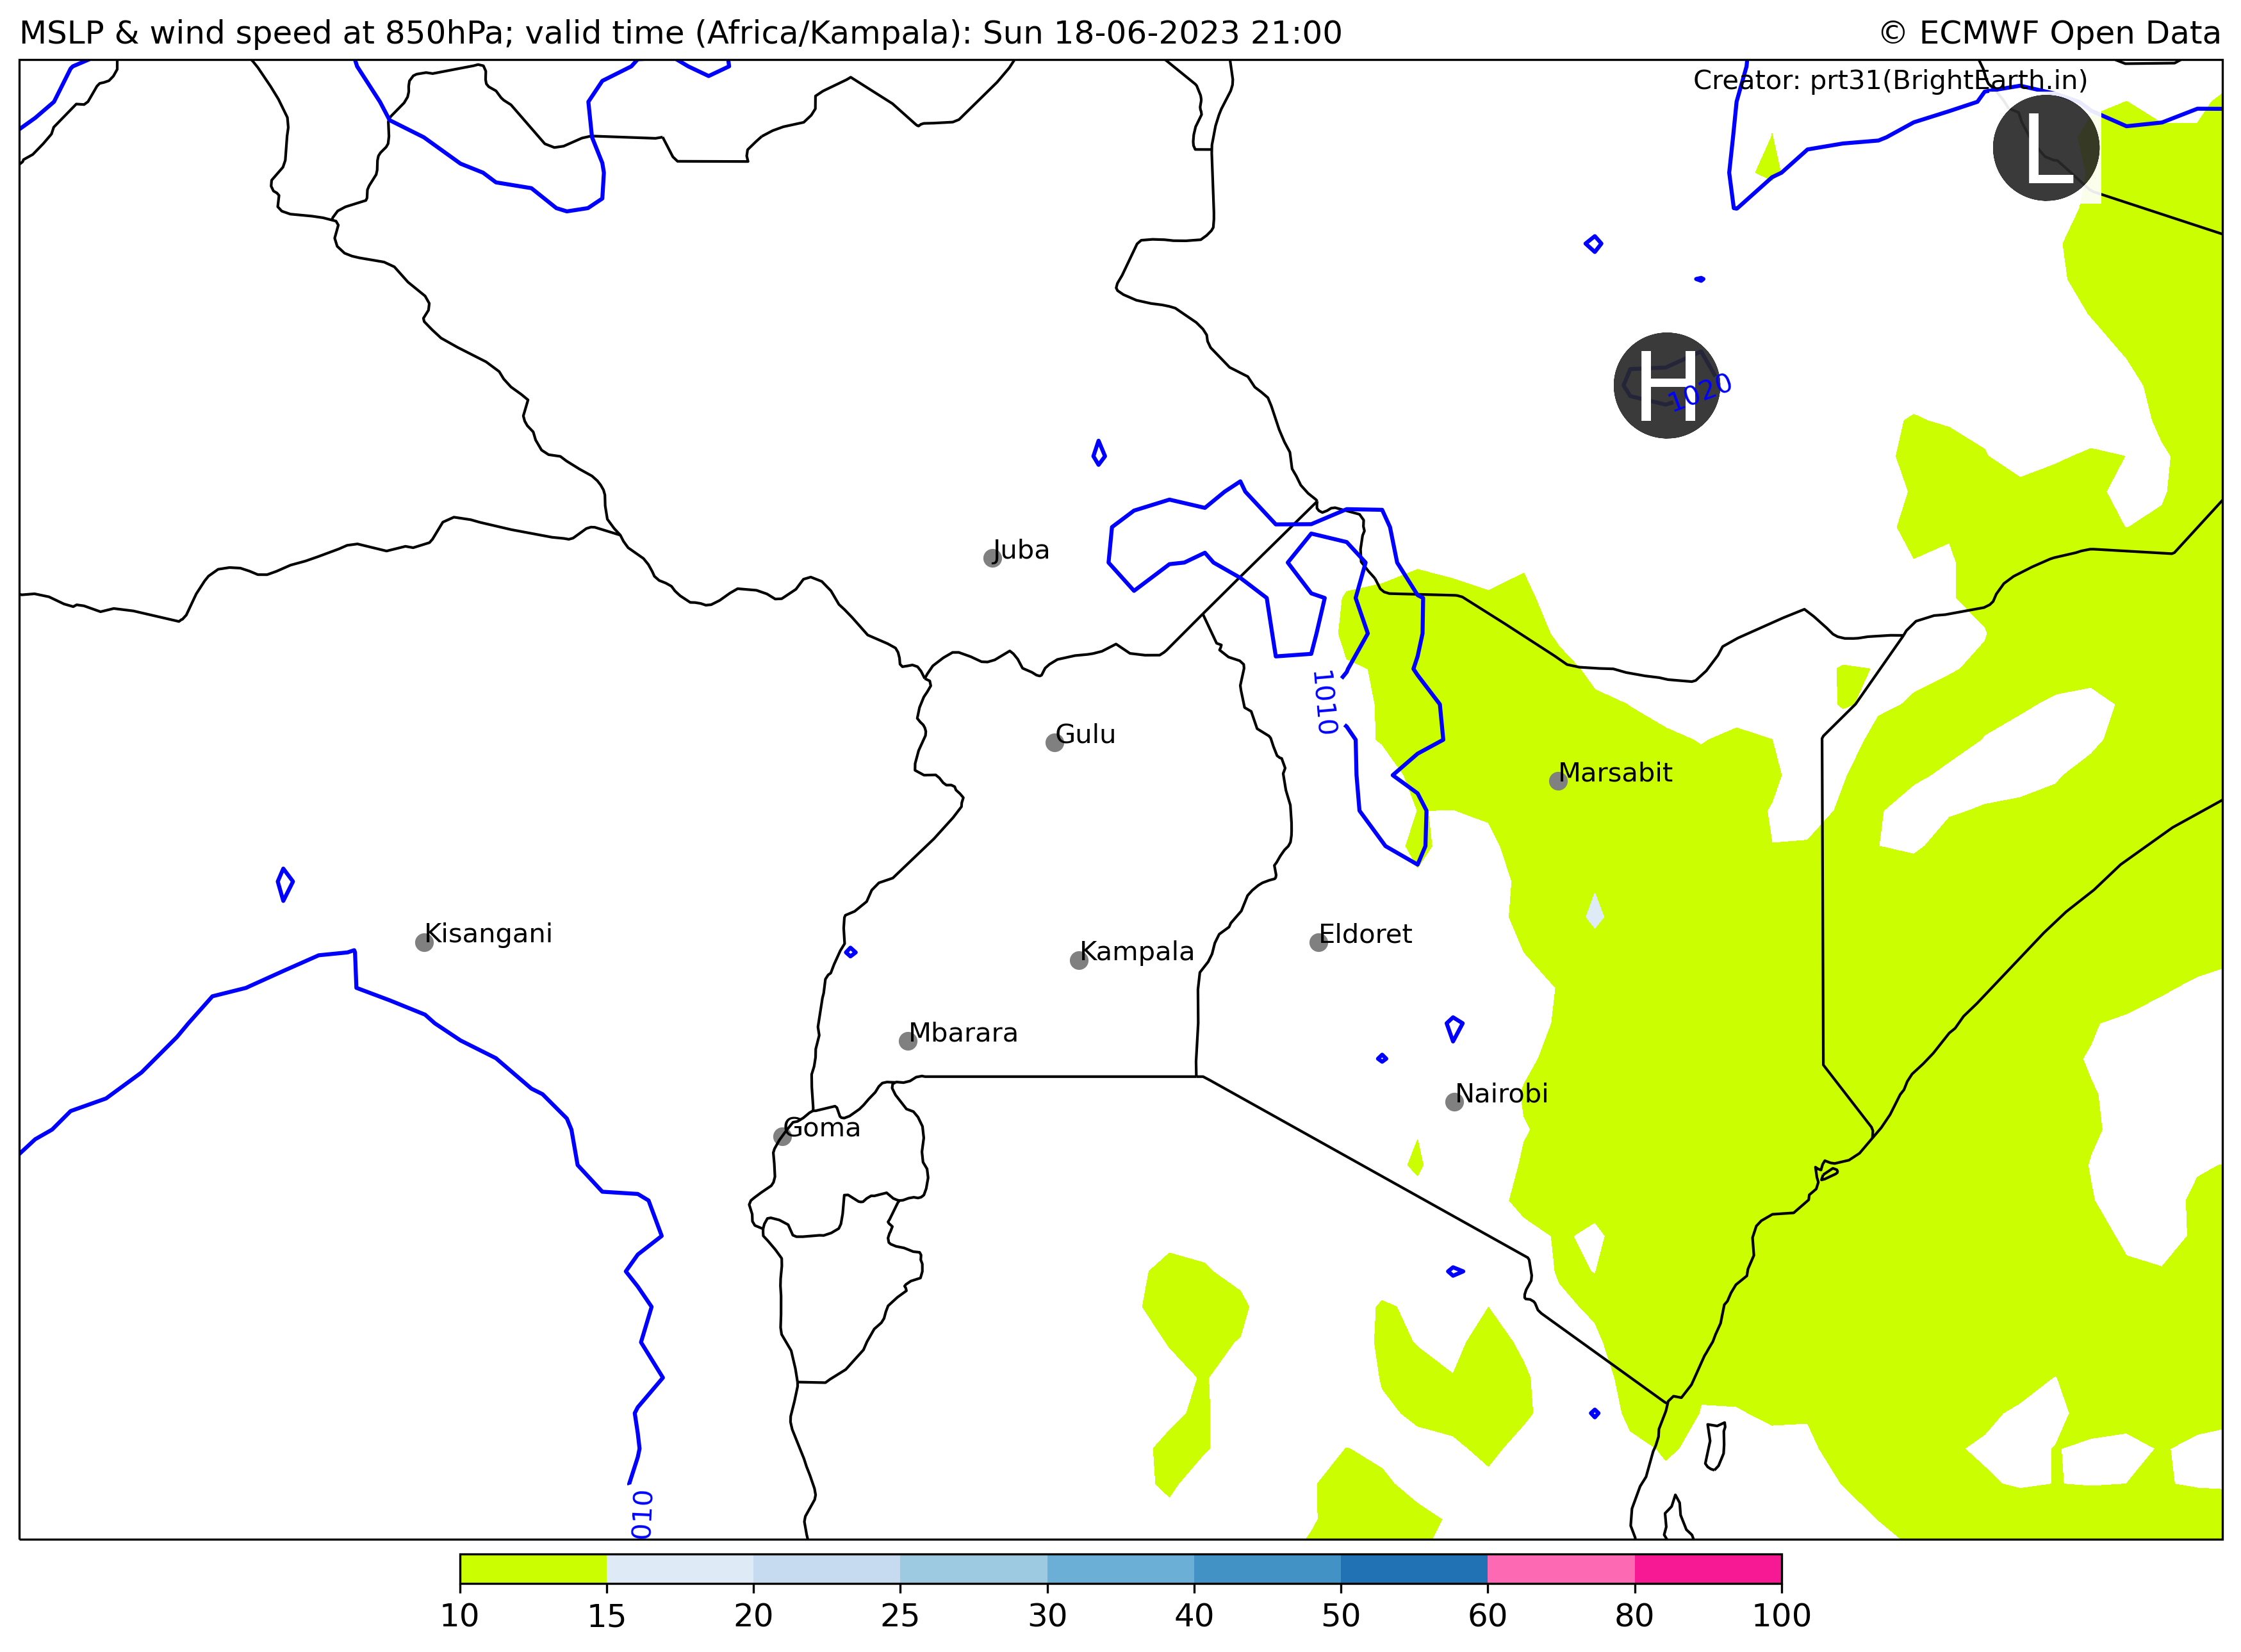 MSLP & wind speed at 850hPa; valid time (Africa/Kampala): Sun 18-06-2023 21:00
© ECMWF Open Data
Creator: prt31(BrightEarth.in)
L
H
1020
Juba
1010
Gulu
Marsabit
Kisangani
Eldoret
Kampala
Mbarara
Nairobi
Goma
010
10 15 20 25 30 40 50 60 80 100